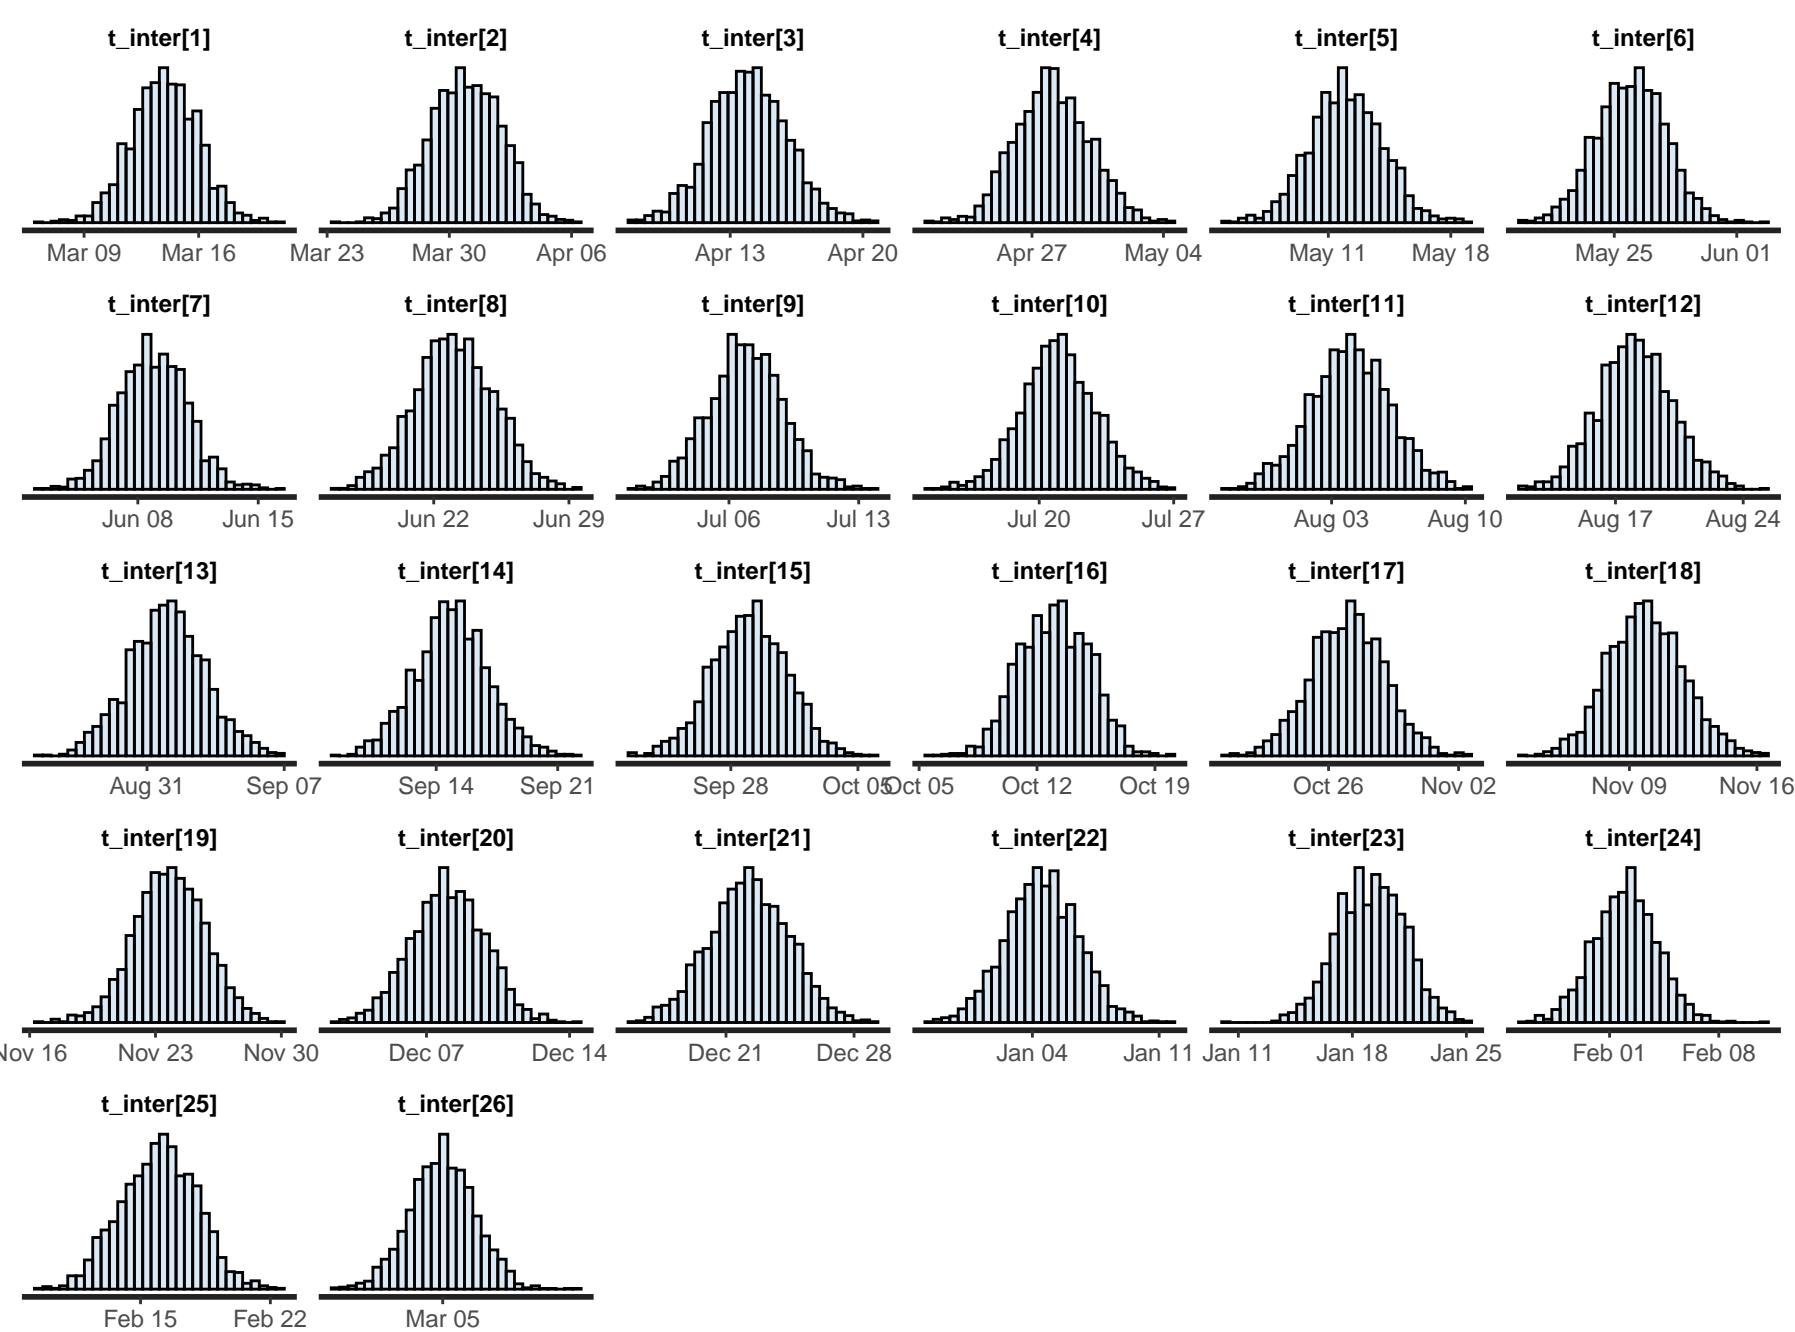 t_inter[1] t_inter[2] t_inter[3] t_inter[4] t_inter[5] t_inter[6]
Mar 09 Mar 16 Mar 23 Mar 30 Apr 06 Apr 13 Apr 20 Apr 27 May 04 May 11 May 18 May 25 Jun 01
t_inter[7] t_inter[8] t_inter[9] t_inter[10] t_inter[11] t_inter[12]
Jun 08 Jun 15 Jun 22 Jun 29 Jul 06 Jul 13 Jul 20 Jul 27 Aug 03 Aug 10 Aug 17 Aug 24
t_inter[13] t_inter[14] t_inter[15] t_inter[16] t_inter[17] t_inter[18]
Aug 31 Sep 07 Sep 14 Sep 21 Sep 28 Oct 05 Oct 05 Oct 12 Oct 19 Oct 26 Nov 02 Nov 09 Nov 16
t_inter[19] t_inter[20] t_inter[21] t_inter[22] t_inter[23] t_inter[24]
Nov 16 Nov 23 Nov 30 Dec 07 Dec 14 Dec 21 Dec 28 Jan 04 Jan 11 Jan 11 Jan 18 Jan 25 Feb 01 Feb 08
t_inter[25] t_inter[26]
Feb 15 Feb 22 Mar 05